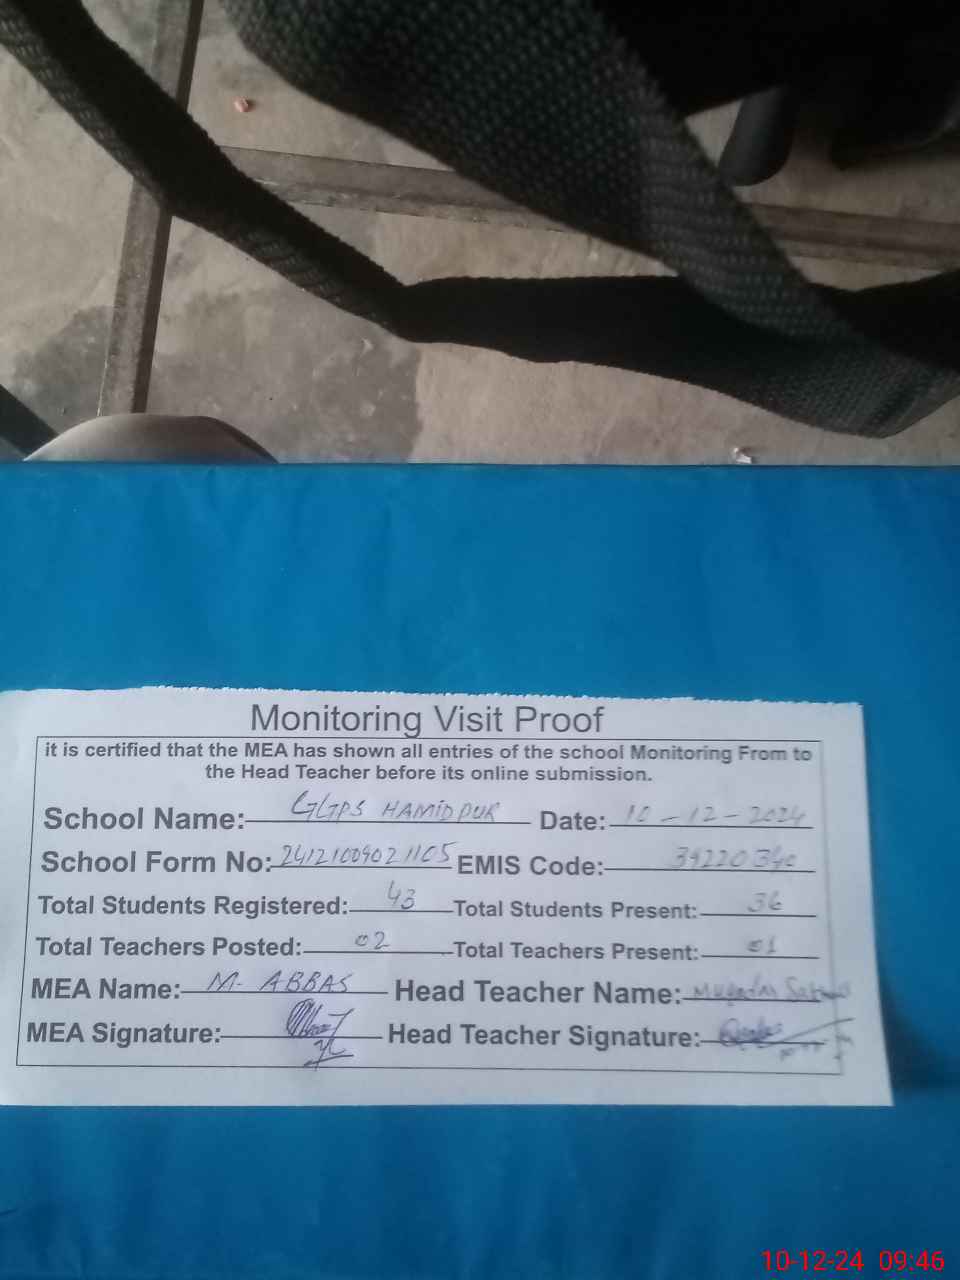 Monitoring Visit Proof
it is certified that the MEA has shown all entries of the school Monitoring From to
the Head Teacher before its online submission.
School Name: GGPS HAMIDPUR Date: 10-12-2024
School Form No: 24121009021105 EMIS Code: 39220340
Total Students Registered: 43 Total Students Present: 36
Total Teachers Posted: 02 Total Teachers Present: 01
MEA Name: M. ABBAS Head Teacher Name:
MEA Signature: Head Teacher Signature:
10-12-24 09:46